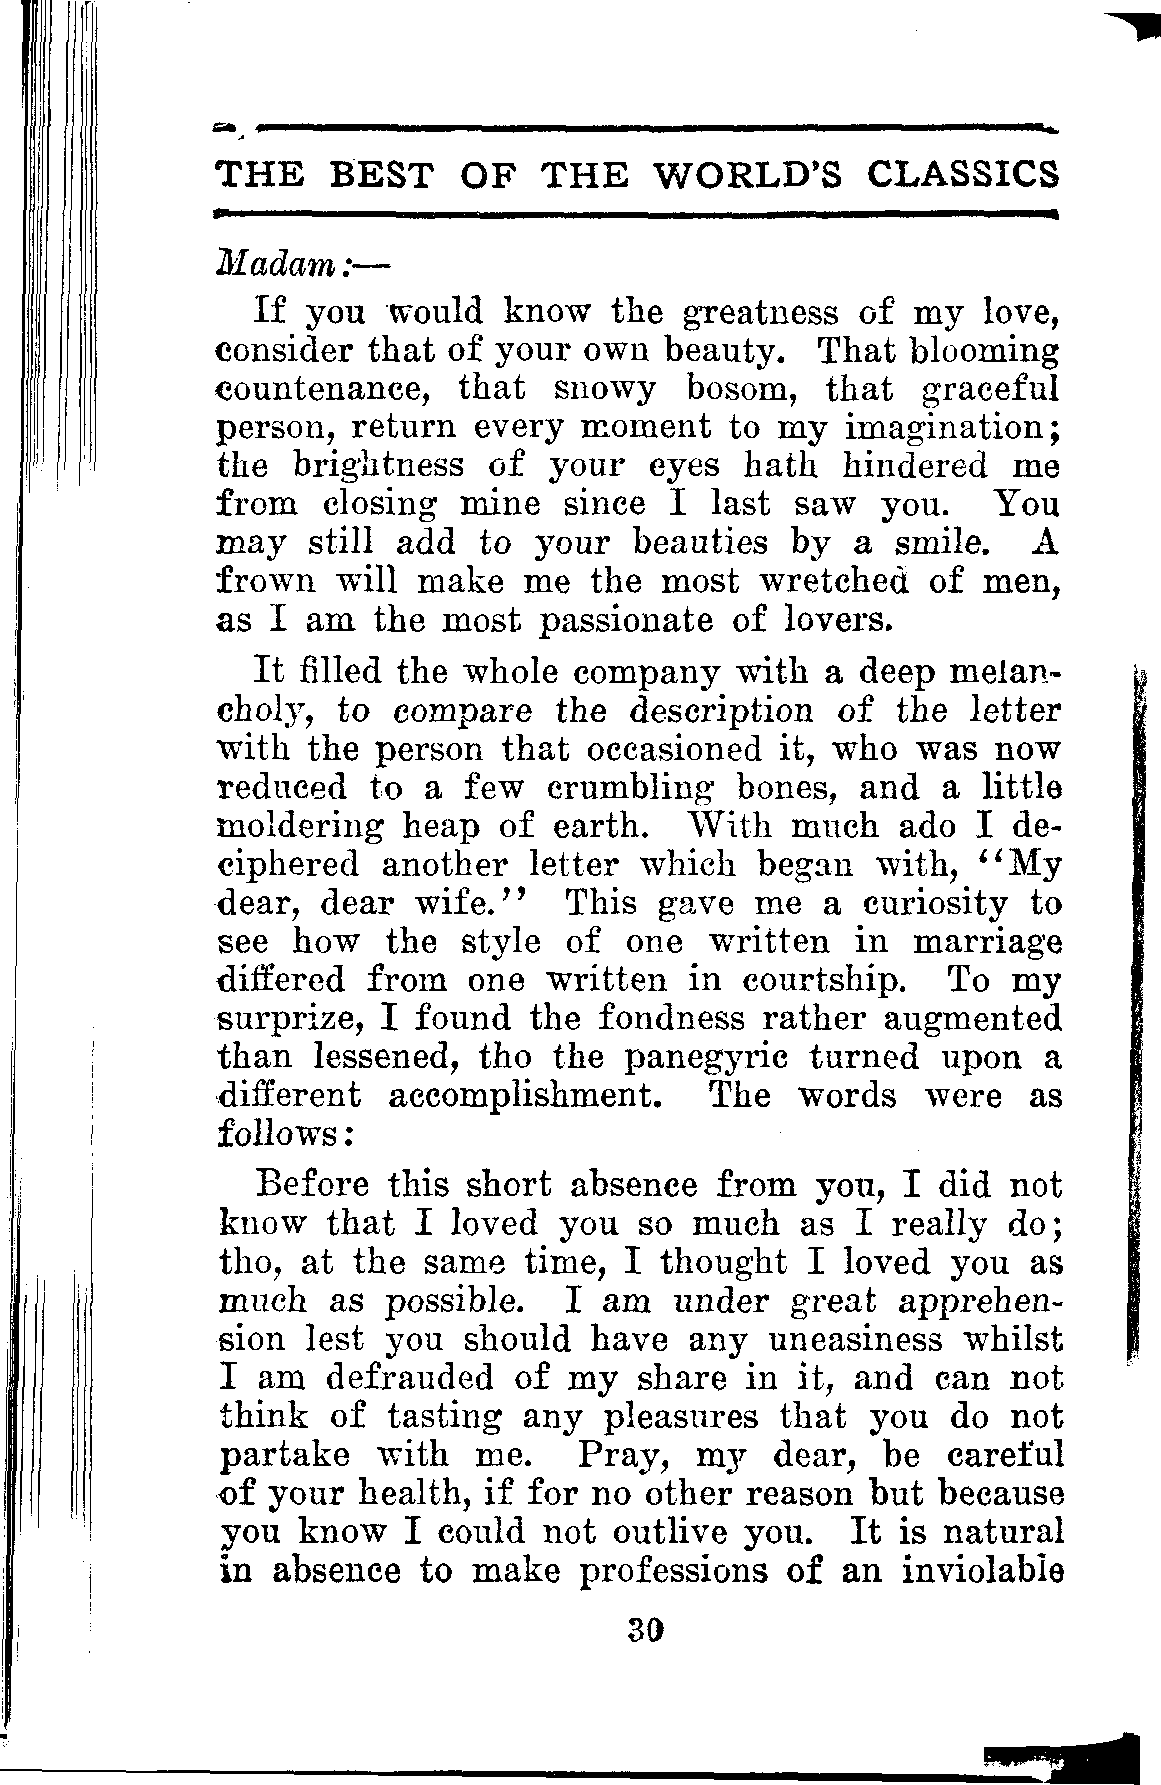 THE BEST OF THE WORLD'S CLASSICS
Madam:—
If you would know the greatness of my love,
consider that of your own beauty. That blooming
countenance, that snowy bosom, that graceful
person, return every moment to my imagination;
the brightness of your eyes hath hindered me
from closing mine since I last saw you. You
may still add to your beauties by a smile. A
frown will make me the most wretched of men,
as I am the most passionate of lovers.
It filled the whole company with a deep melan-
choly, to compare the description of the letter
with the person that occasioned it, who was now
reduced to a few crumbling bones, and a little
moldering heap of earth. With much ado I de-
ciphered another letter which began with, "My
dear, dear wife." This gave me a curiosity to
see how the style of one written in marriage
differed from one written in courtship. To my
surprize, I found the fondness rather augmented
than lessened, tho the panegyric turned upon a
different accomplishment. The words were as
follows:
Before this short absence from you, I did not
know that I loved you so much as I really do;
tho, at the same time, I thought I loved you as
much as possible. I am under great apprehen-
sion lest you should have any uneasiness whilst
I am defrauded of my share in it, and can not
think of tasting any pleasures that you do not
partake with me. Pray, my dear, be careful
of your health, if for no other reason but because
you know I could not outlive you. It is natural
in absence to make professions of an inviolable
30